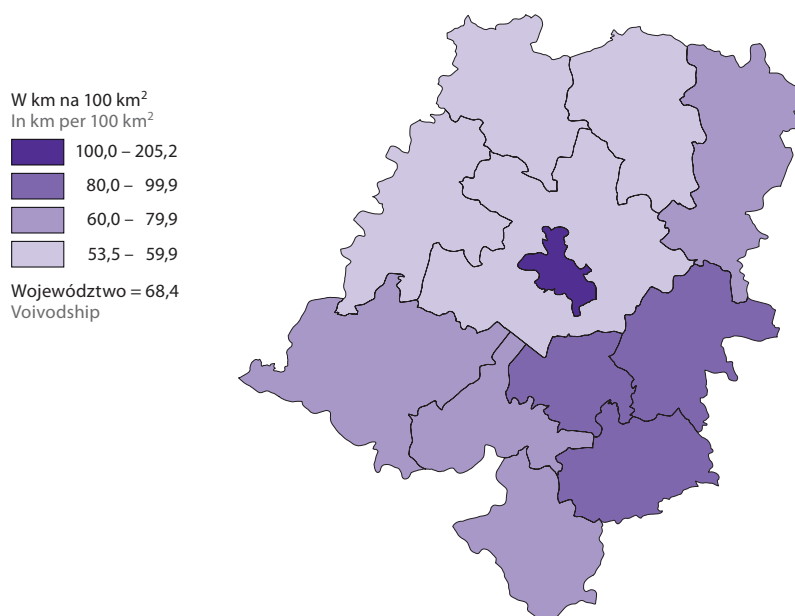 W km na 100 km²
In km per 100 km²
100,0 – 205,2
80,0 – 99,9
60,0 – 79,9
53,5 – 59,9
Województwo = 68,4
Voivodship